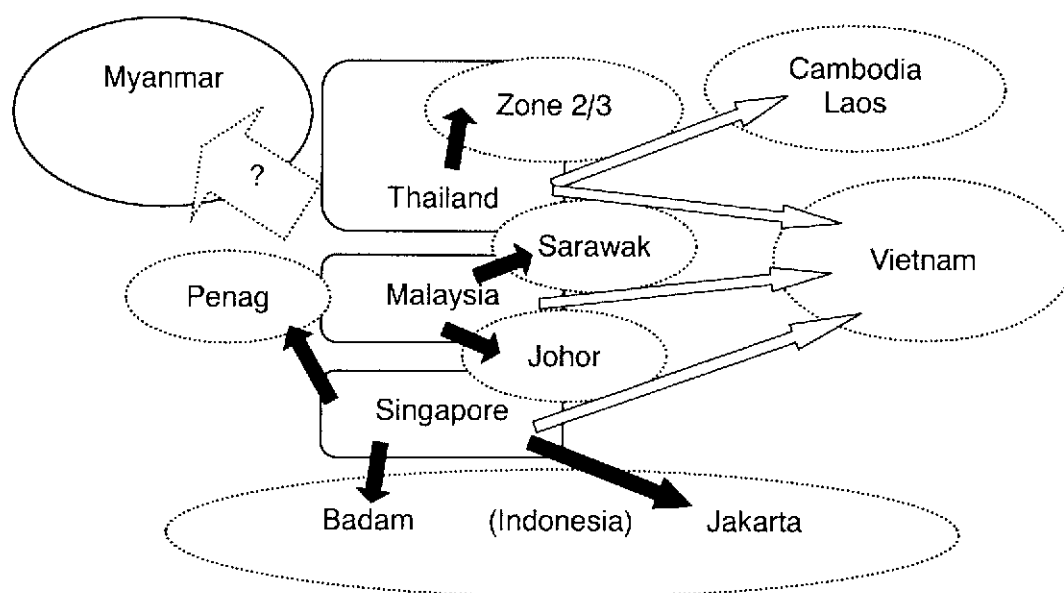 Myanmar
Zone 2/3
Cambodia
Laos
?
Thailand
Sarawak
Vietnam
Penag
Malaysia
Johor
Singapore
Badam (Indonesia) Jakarta